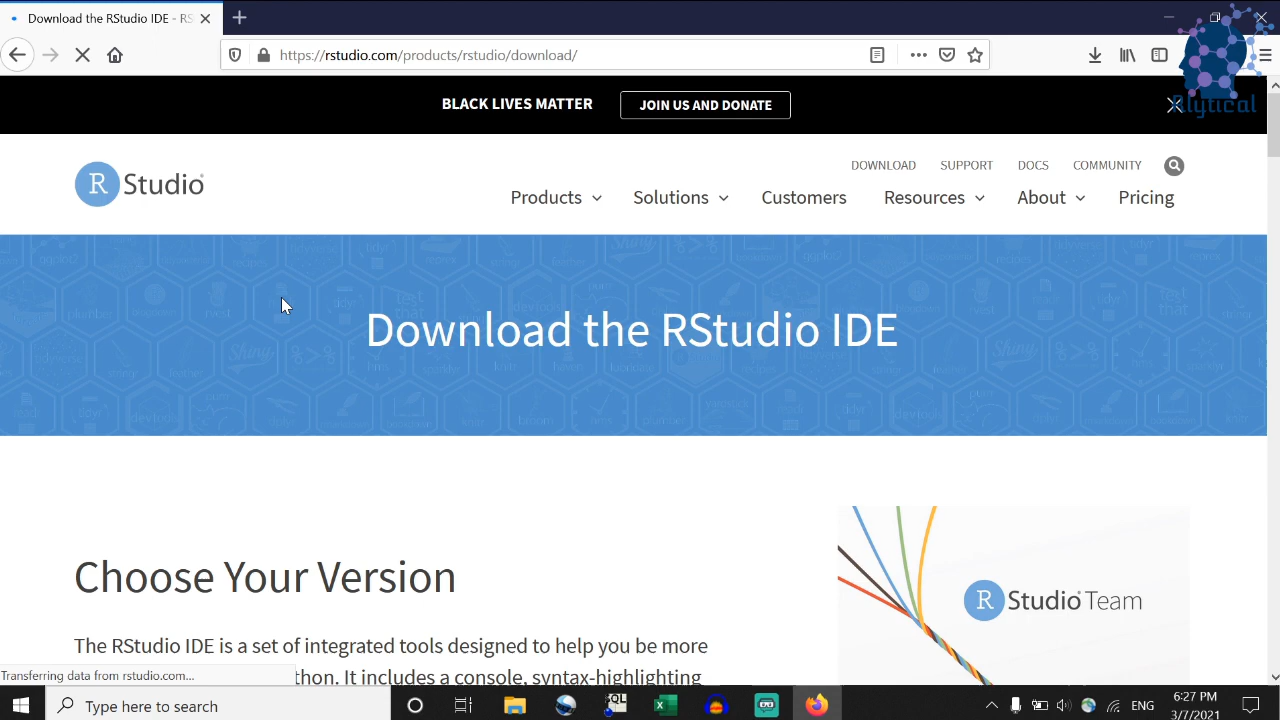 Download the RStudio IDE - RS
https://rstudio.com/products/rstudio/download/
BLACK LIVES MATTER
JOIN US AND DONATE
Alytical
R Studio
DOWNLOAD SUPPORT DOCS COMMUNITY
Products Solutions Customers Resources About Pricing
Download the RStudio IDE
Choose Your Version
The RStudio IDE is a set of integrated tools designed to help you be more
thon. It includes a console, syntax-highlighting
R Studio Team
Transferring data from rstudio.com...
Type here to search
ENG
6:27 PM
3/7/2021